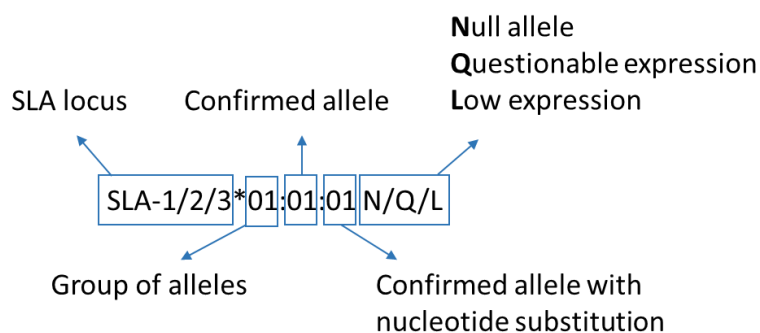 Null allele
Questionable expression
Low expression
SLA locus
Confirmed allele
SLA-1/2/3*01:01:01 N/Q/L
Group of alleles
Confirmed allele with
nucleotide substitution